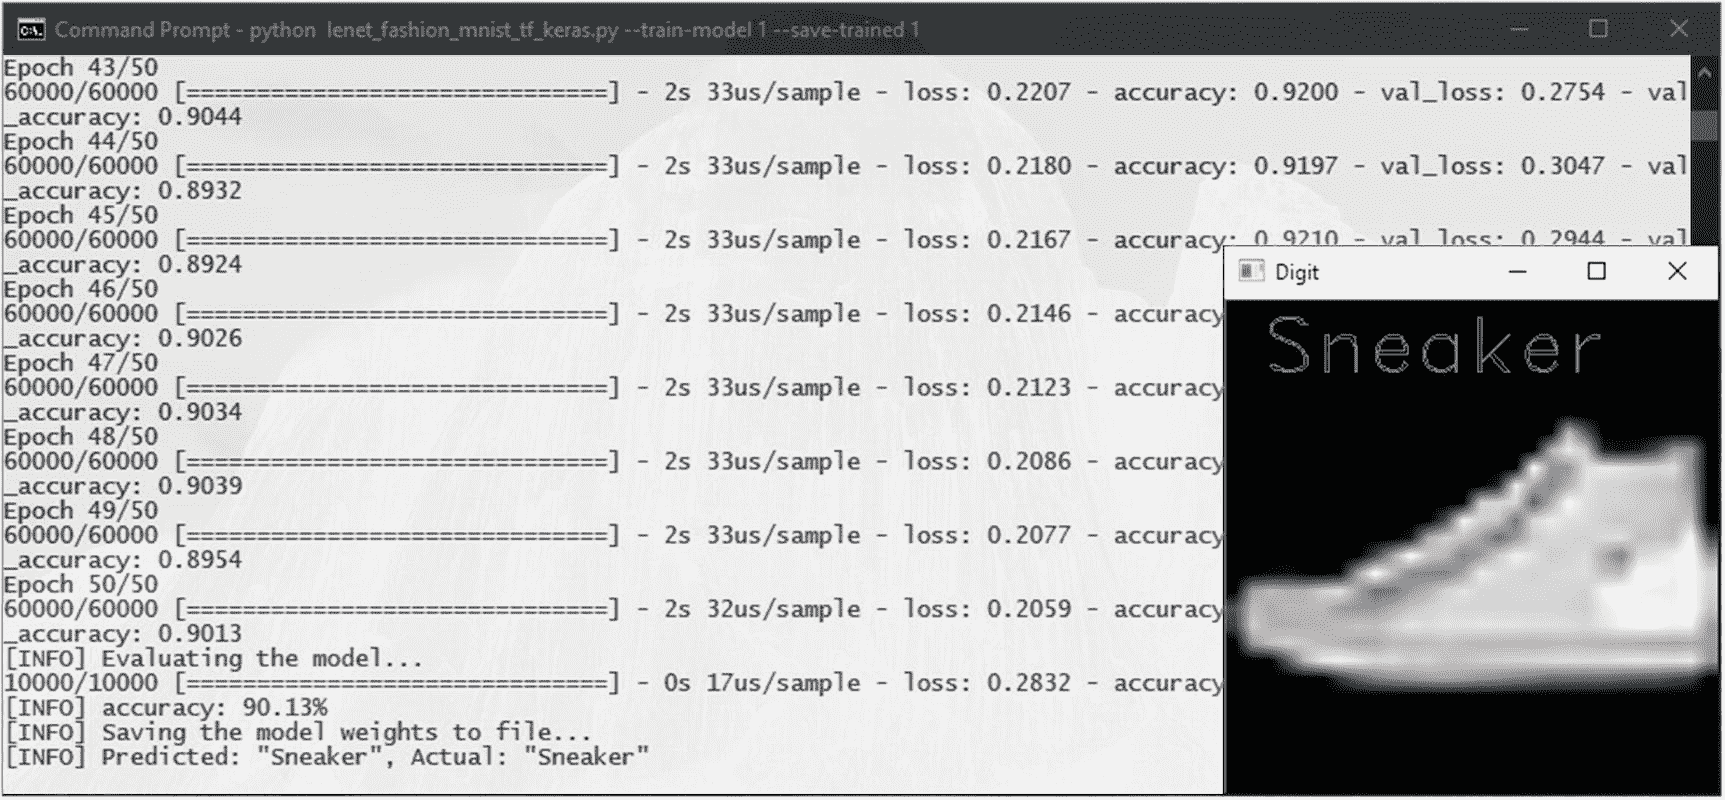 Command Prompt - python  lenet_fashion_mnist_tf_keras.py --train-model 1 --save-trained 1
Epoch 43/50
60000/60000 [==============================] - 2s 33us/sample - loss: 0.2207 - accuracy: 0.9200 - val_loss: 0.2754 - val
_accuracy: 0.9044
Epoch 44/50
60000/60000 [==============================] - 2s 33us/sample - loss: 0.2180 - accuracy: 0.9197 - val_loss: 0.3047 - val
_accuracy: 0.8932
Epoch 45/50
60000/60000 [==============================] - 2s 33us/sample - loss: 0.2167 - accuracy: 0.9210 - val_loss: 0.2944 - val
_accuracy: 0.8924
Epoch 46/50
60000/60000 [==============================] - 2s 33us/sample - loss: 0.2146 - accuracy
_accuracy: 0.9026
Epoch 47/50
60000/60000 [==============================] - 2s 33us/sample - loss: 0.2123 - accuracy
_accuracy: 0.9034
Epoch 48/50
60000/60000 [==============================] - 2s 33us/sample - loss: 0.2086 - accuracy
_accuracy: 0.9039
Epoch 49/50
60000/60000 [==============================] - 2s 33us/sample - loss: 0.2077 - accuracy
_accuracy: 0.8954
Epoch 50/50
60000/60000 [==============================] - 2s 32us/sample - loss: 0.2059 - accuracy
_accuracy: 0.9013
[INFO] Evaluating the model...
10000/10000 [==============================] - 0s 17us/sample - loss: 0.2832 - accuracy
[INFO] accuracy: 90.13%
[INFO] Saving the model weights to file...
[INFO] Predicted: "Sneaker", Actual: "Sneaker"
Digit
Sneaker